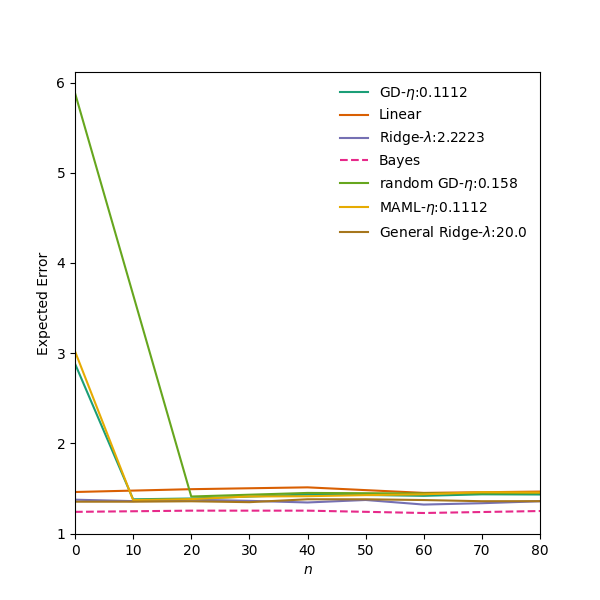 6
5
4
3
2
1
Expected Error
GD-η:0.1112
Linear
Ridge-λ:2.2223
Bayes
random GD-η:0.158
MAML-η:0.1112
General Ridge-λ:20.0
0 10 20 30 40 50 60 70 80
n